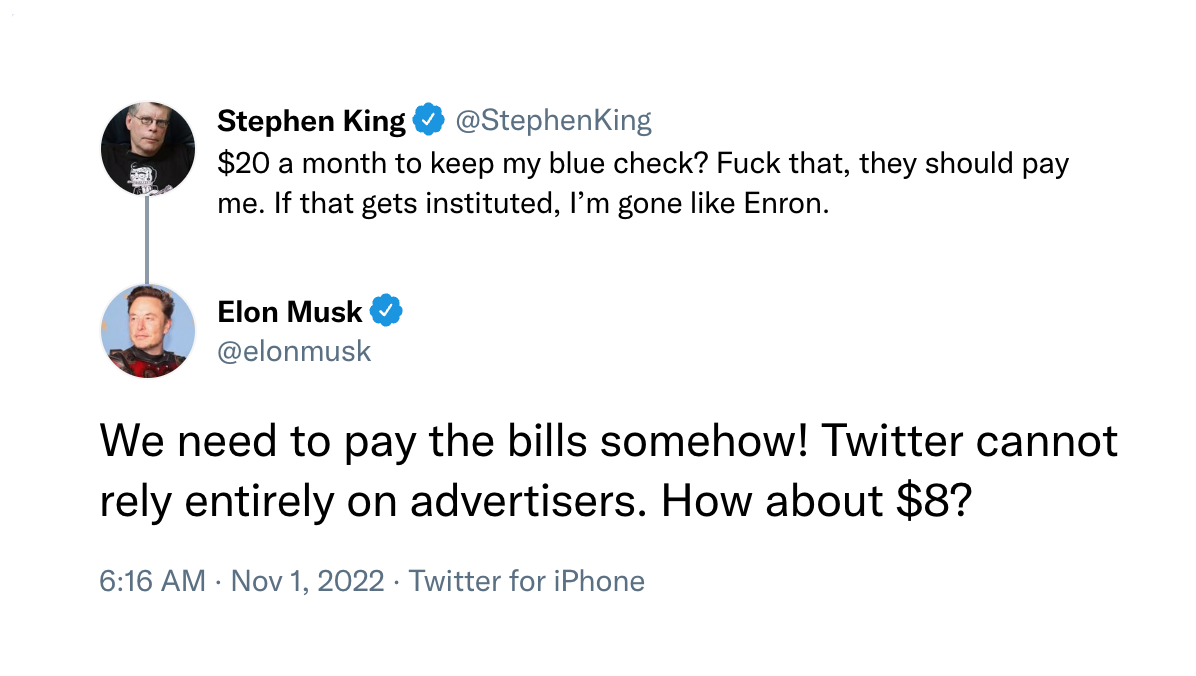 Stephen King @StephenKing
$20 a month to keep my blue check? Fuck that, they should pay
me. If that gets instituted, I’m gone like Enron.
Elon Musk
@elonmusk
We need to pay the bills somehow! Twitter cannot
rely entirely on advertisers. How about $8?
6:16 AM · Nov 1, 2022 · Twitter for iPhone